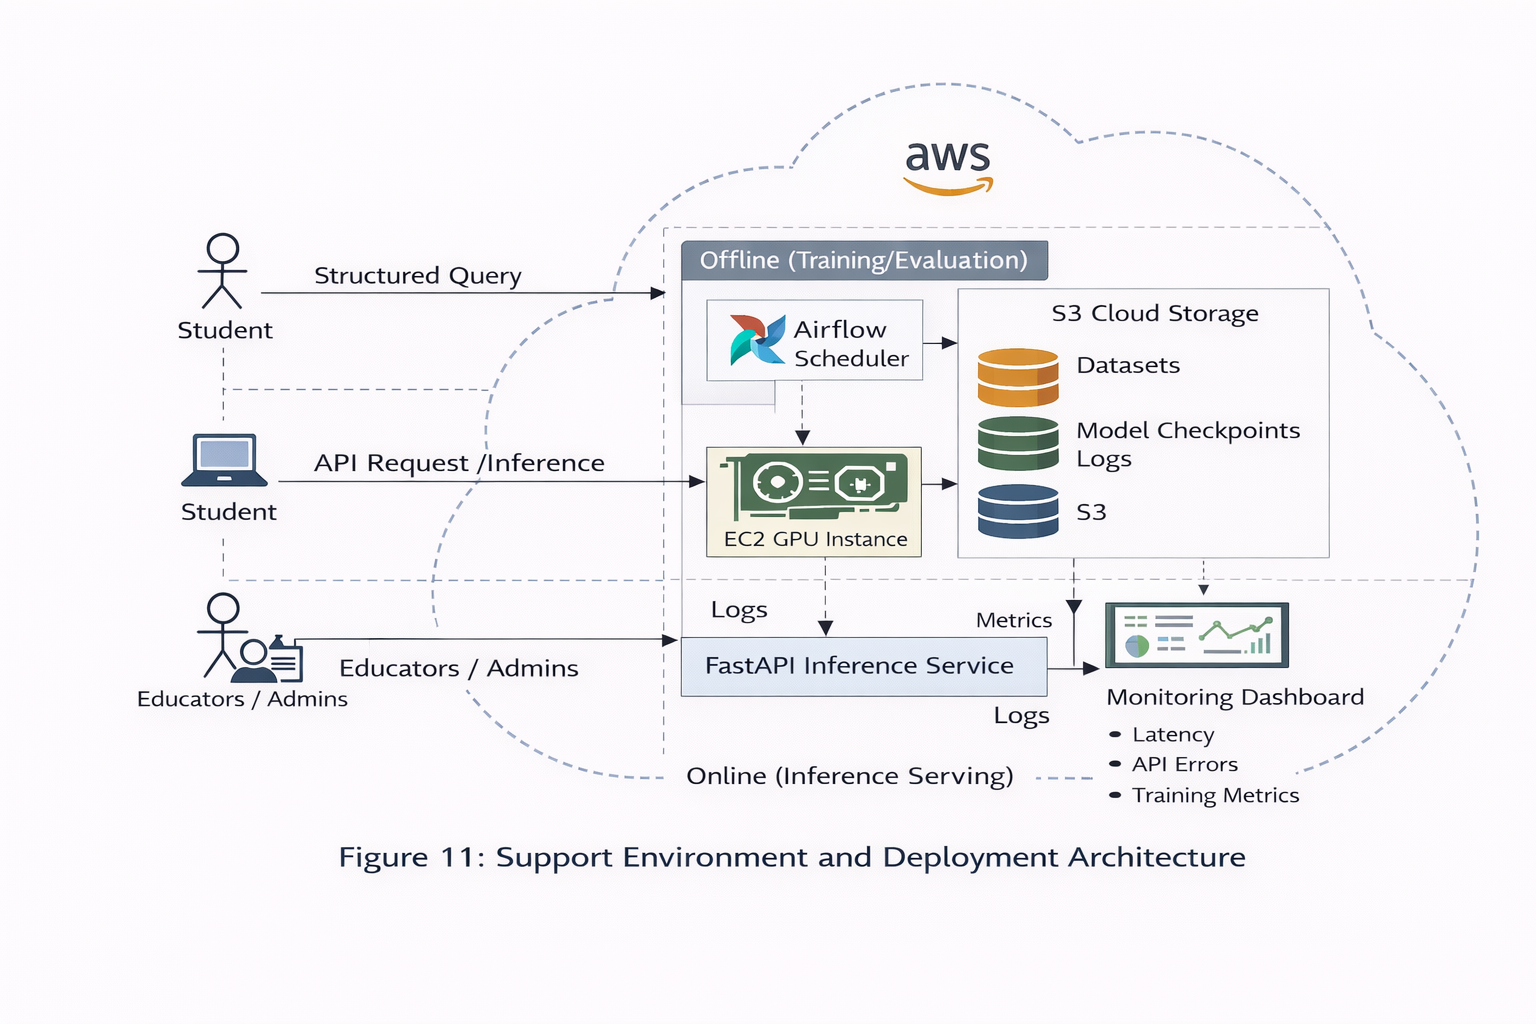 aws
Offline (Training/Evaluation)
Structured Query
Student
Airflow
Scheduler
S3 Cloud Storage
Datasets
Model Checkpoints
Logs
S3
API Request /Inference
Student
EC2 GPU Instance
Logs
Metrics
Educators / Admins
Educators / Admins
FastAPI Inference Service
Logs
Monitoring Dashboard
• Latency
• API Errors
• Training Metrics
Online (Inference Serving)
Figure 11: Support Environment and Deployment Architecture